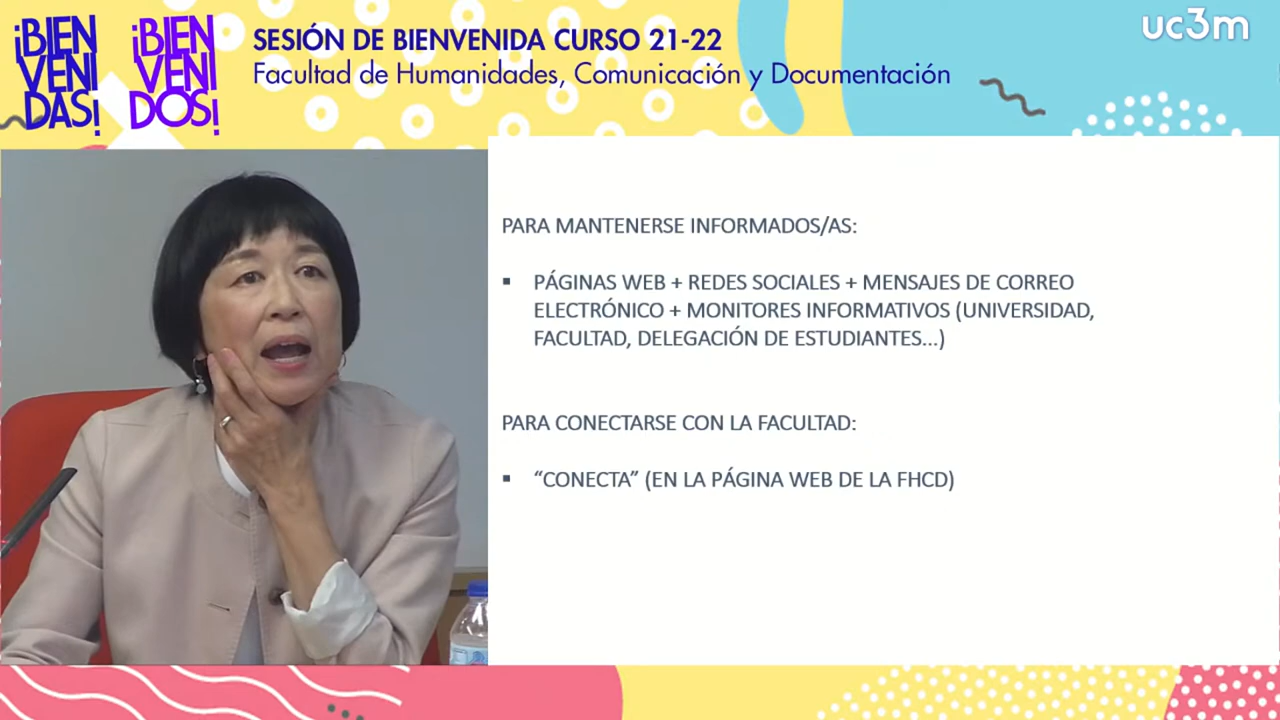 ¡BIEN
VENI
DAS!
¡BIEN
VENI
DOS!
SESIÓN DE BIENVENIDA CURSO 21-22
Facultad de Humanidades, Comunicación y Documentación
uc3m
PARA MANTENERSE INFORMADOS/AS:
▪ PÁGINAS WEB + REDES SOCIALES + MENSAJES DE CORREO
ELECTRÓNICO + MONITORES INFORMATIVOS (UNIVERSIDAD,
FACULTAD, DELEGACIÓN DE ESTUDIANTES...)
PARA CONECTARSE CON LA FACULTAD:
▪ “CONECTA” (EN LA PÁGINA WEB DE LA FHCD)